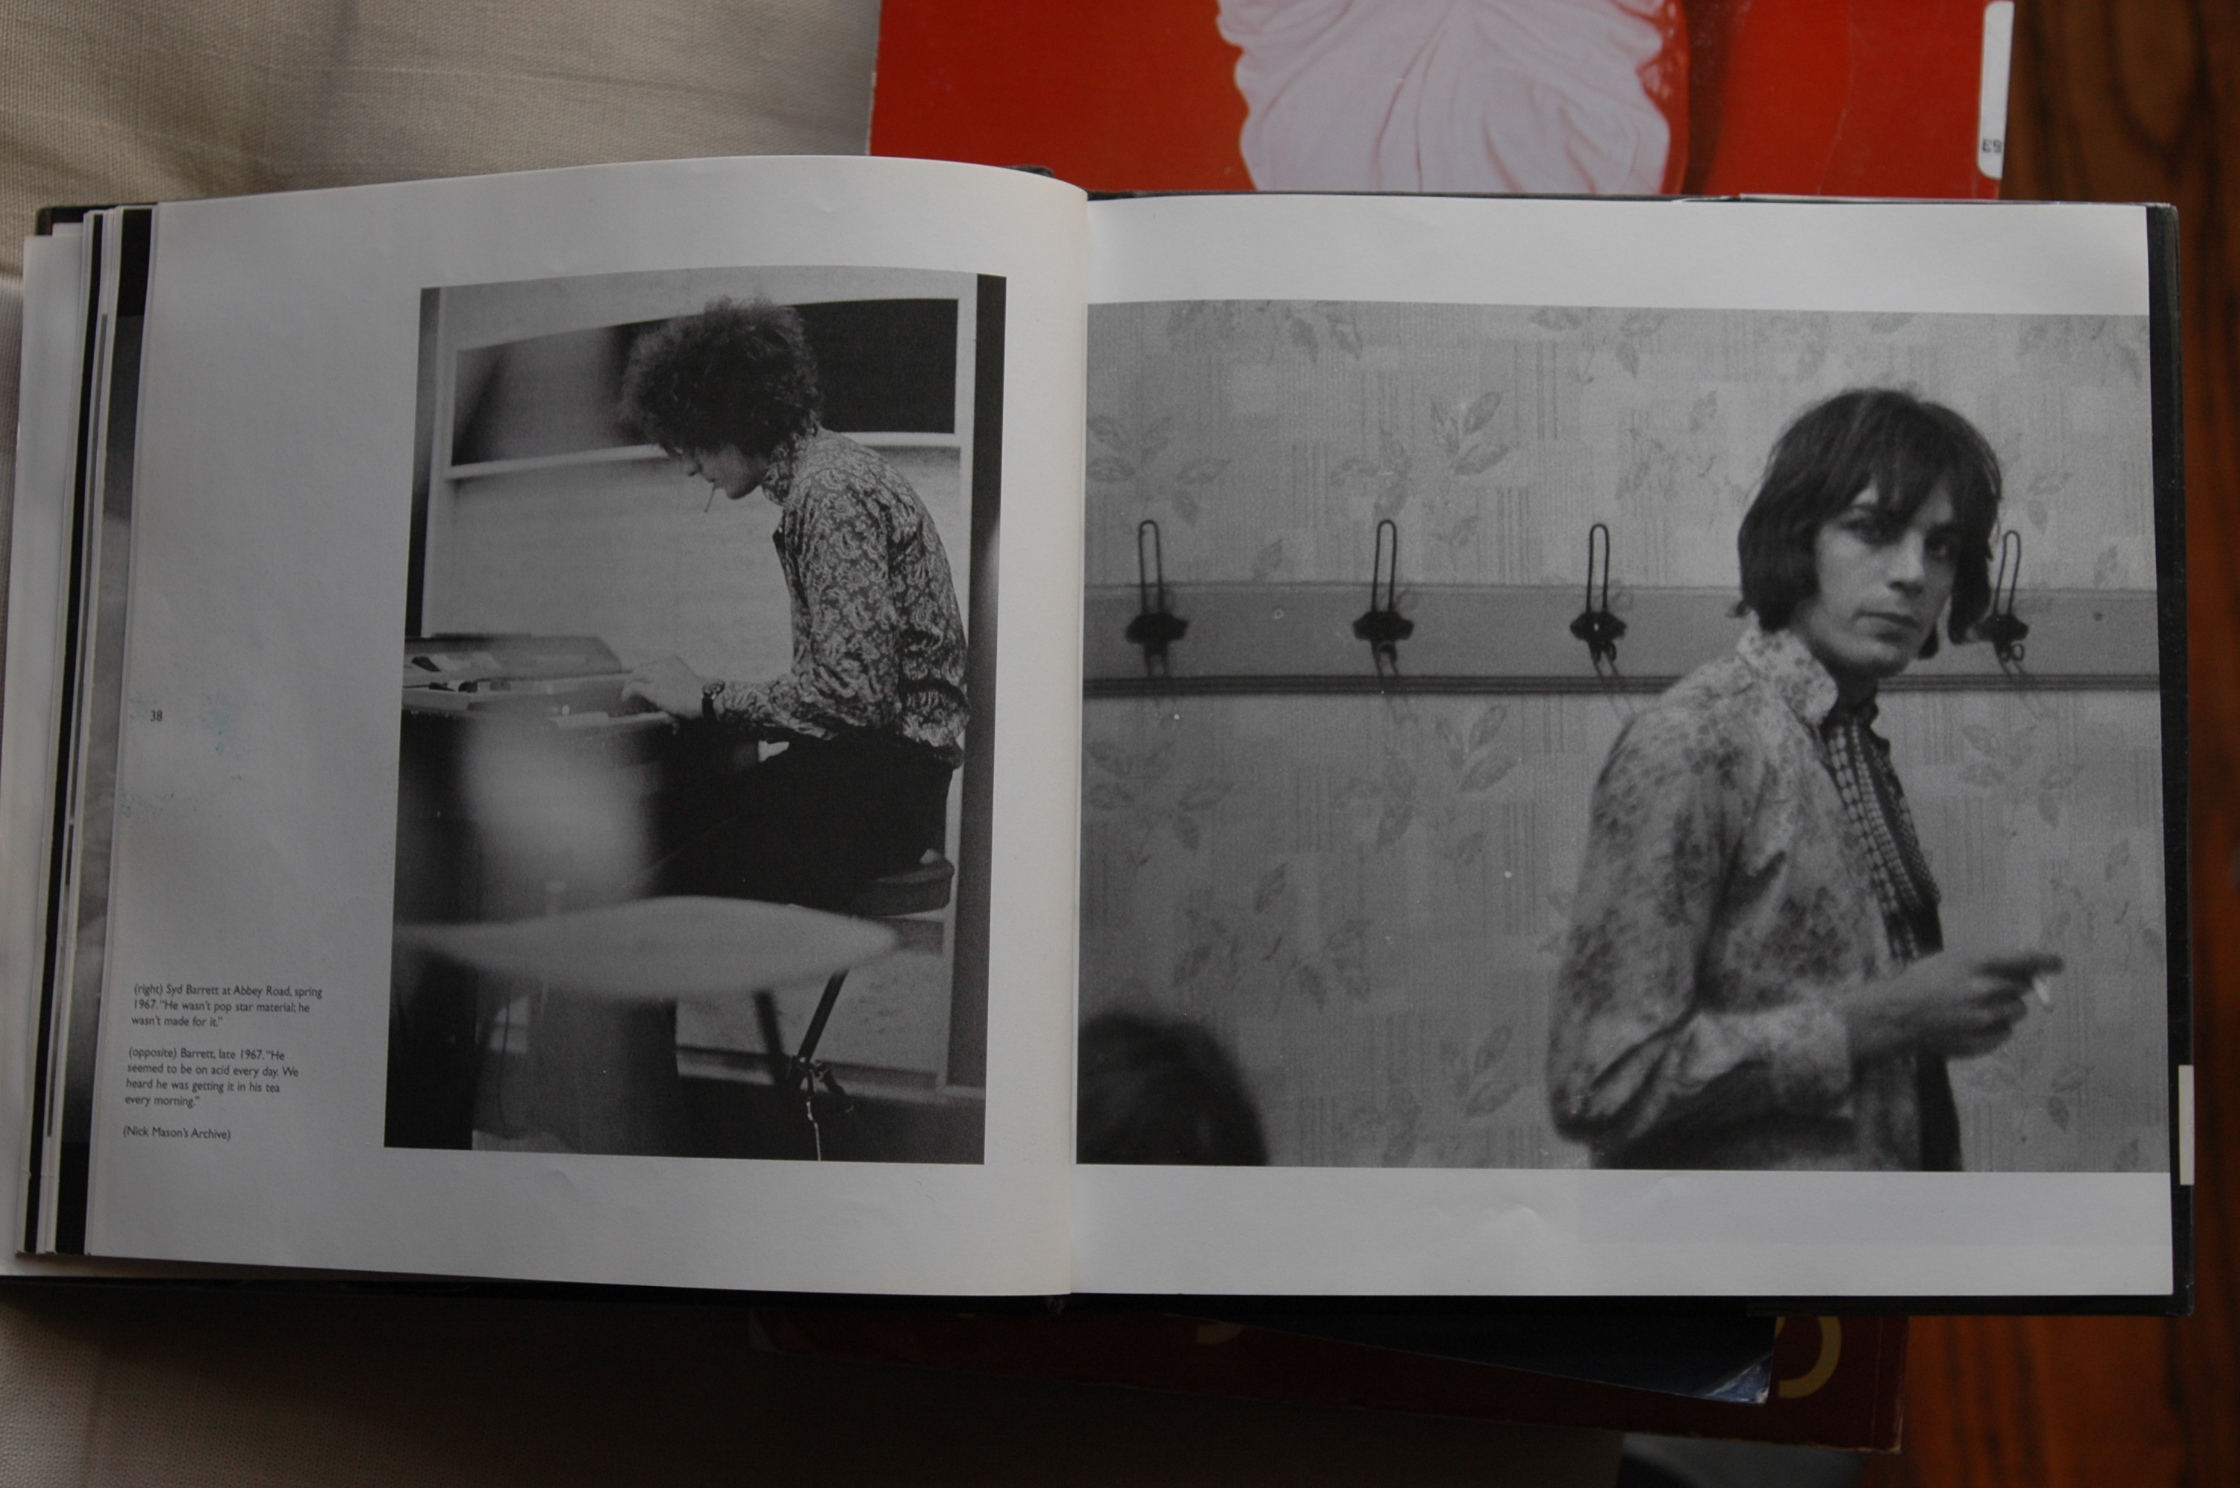 38
(right) Syd Barrett at Abbey Road, spring
1967. "He wasn't pop star material; he
wasn't made for it."
(opposite) Barrett, late 1967. "He
seemed to be on acid every day. We
heard he was getting it in his tea
every morning."
(Nick Mason's Archive)